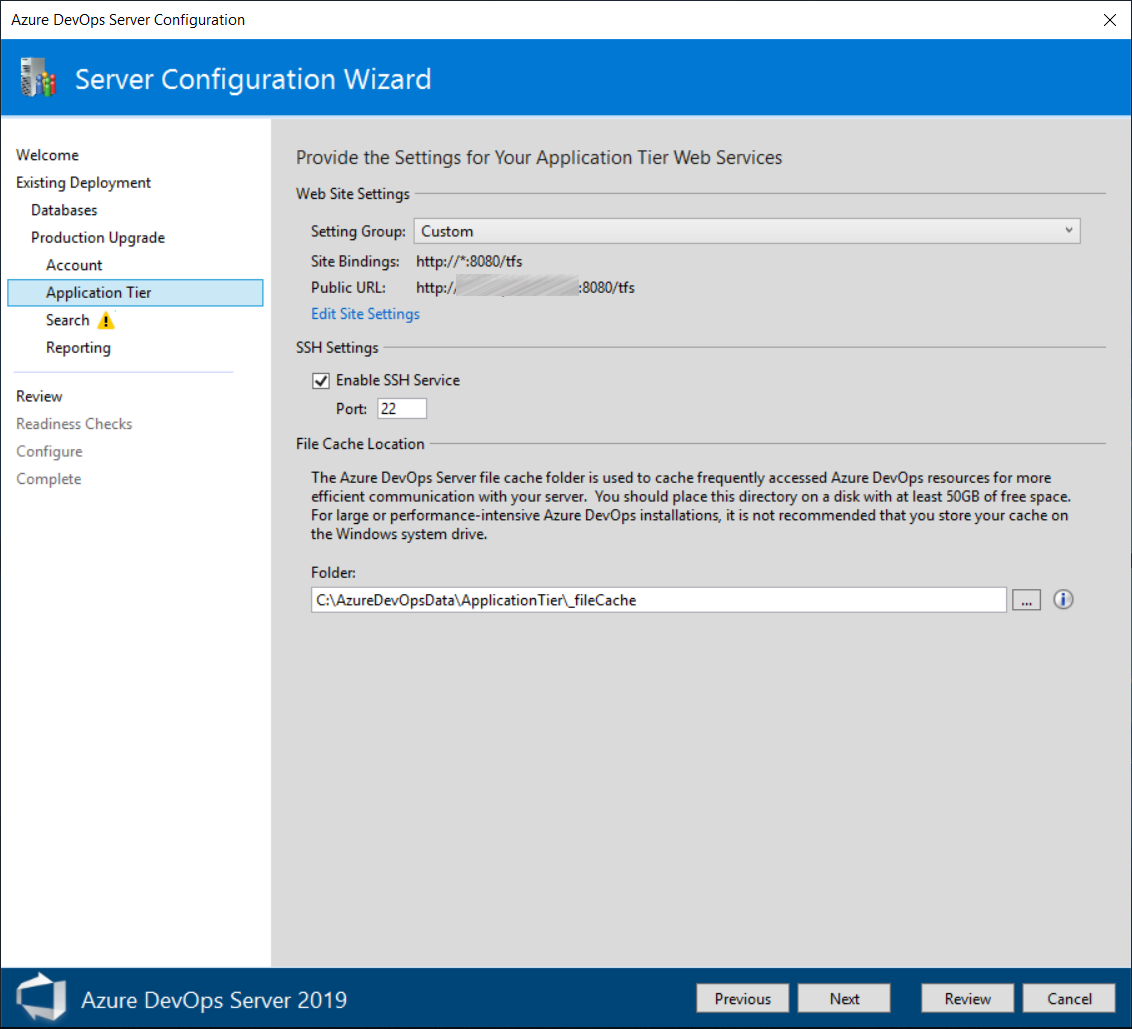 Azure DevOps Server Configuration
Server Configuration Wizard
Welcome
Existing Deployment
Databases
Production Upgrade
Account
Application Tier
Search
Reporting
Review
Readiness Checks
Configure
Complete
Provide the Settings for Your Application Tier Web Services
Web Site Settings
Setting Group: Custom
Site Bindings: http://*:8080/tfs
Public URL: http:/ :8080/tfs
Edit Site Settings
SSH Settings
Enable SSH Service
Port: 22
File Cache Location
The Azure DevOps Server file cache folder is used to cache frequently accessed Azure DevOps resources for more
efficient communication with your server. You should place this directory on a disk with at least 50GB of free space.
For large or performance-intensive Azure DevOps installations, it is not recommended that you store your cache on
the Windows system drive.
Folder:
C:\AzureDevOpsData\ApplicationTier\_fileCache
...
Azure DevOps Server 2019
Previous Next Review Cancel